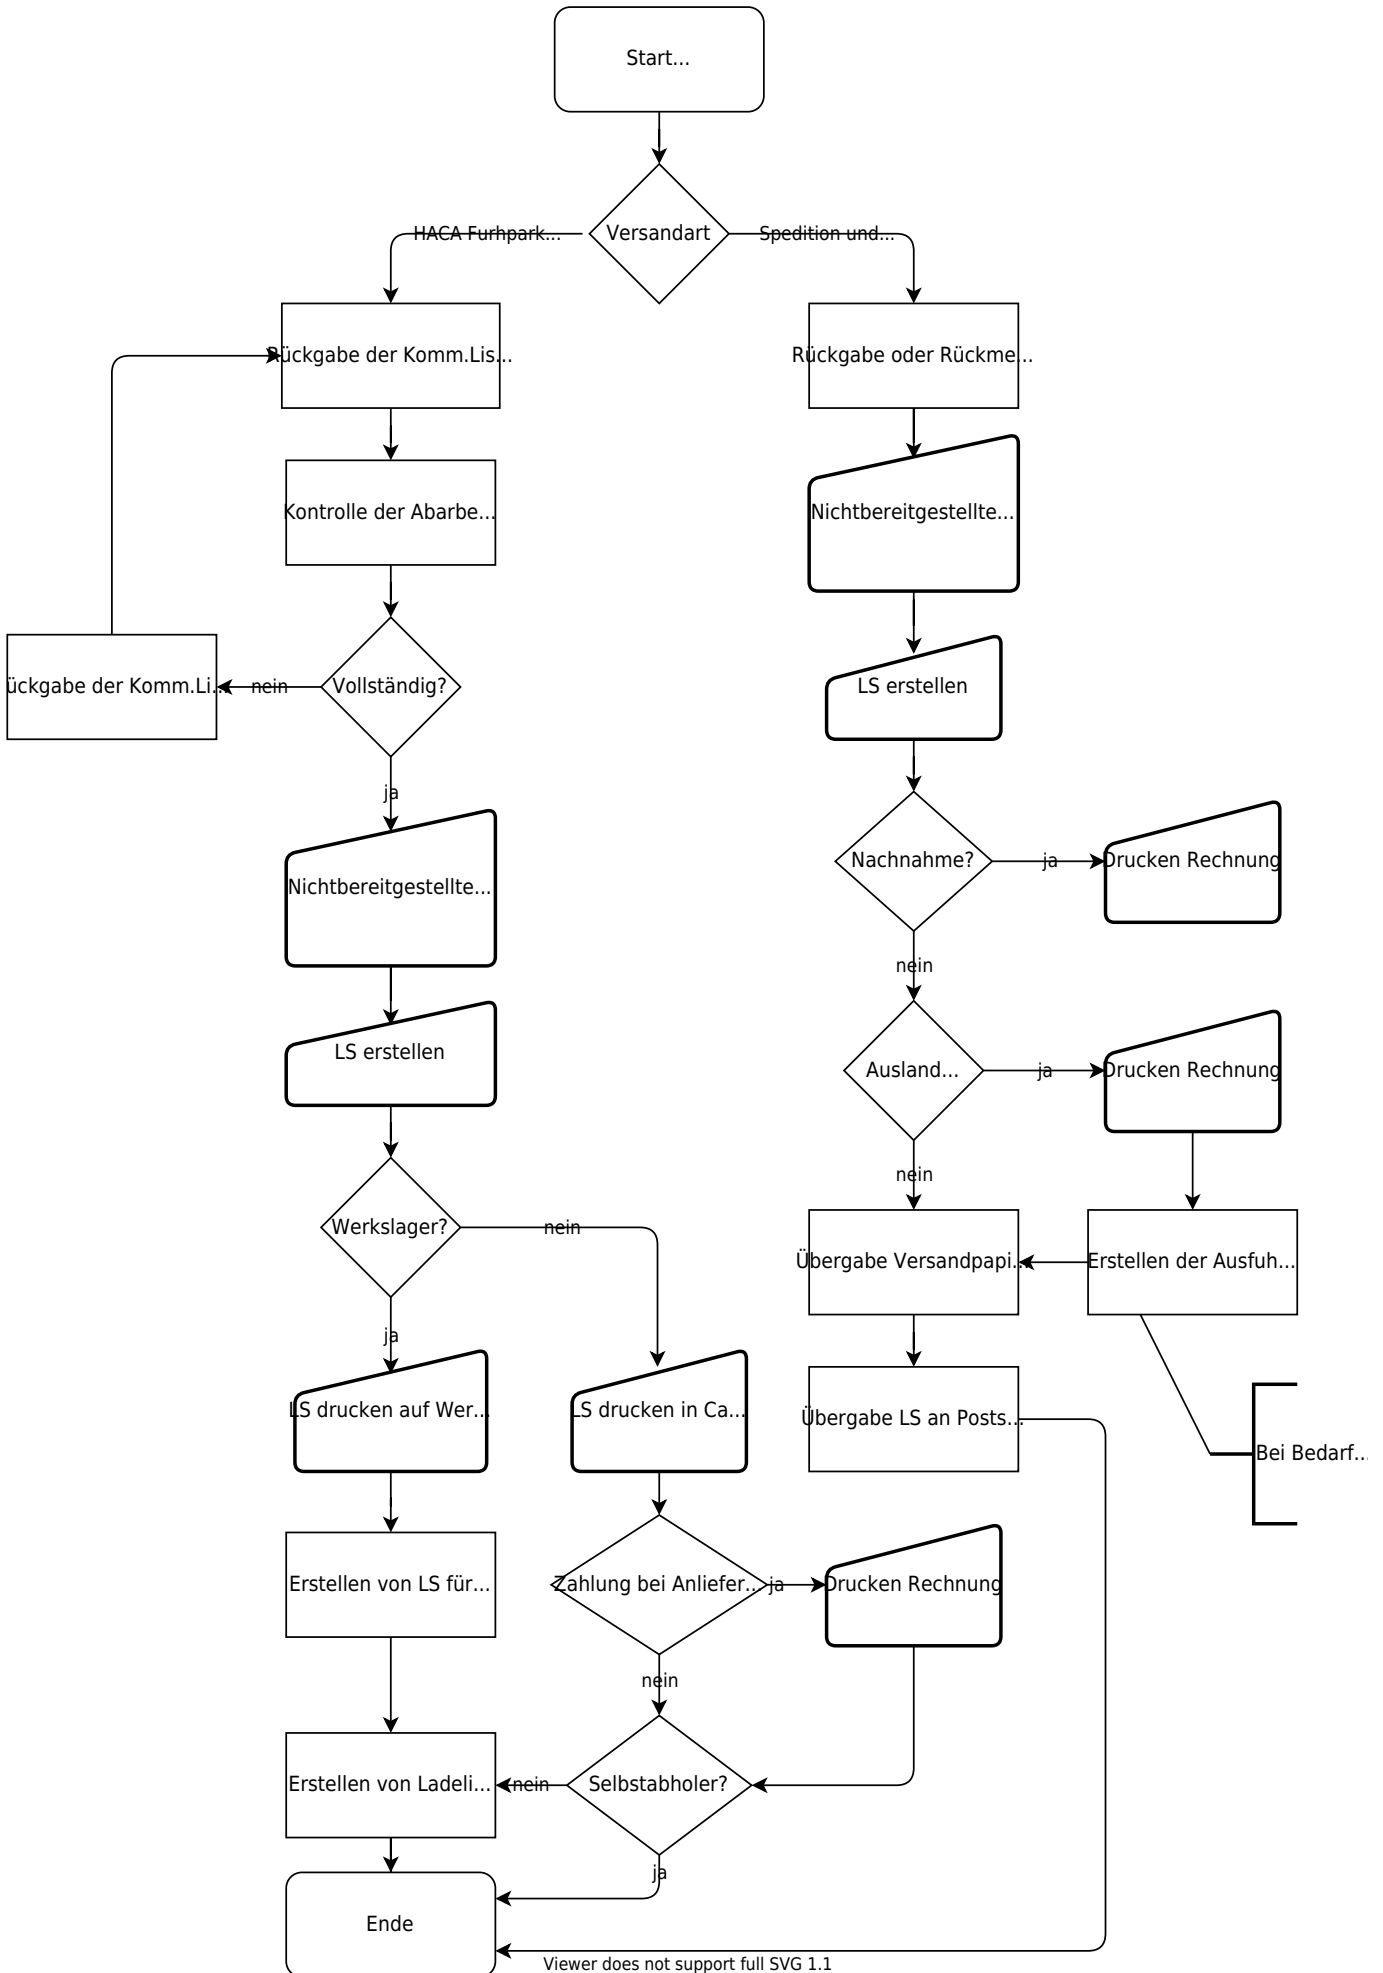 Start...
Versandart
HACA Furhpark...
Spedition und...
Rückgabe der Komm.Lis...
Rückgabe oder Rückme...
Kontrolle der Abarbe...
Nichtbereitgestellte...
ückgabe der Komm.Li...
nein
Vollständig?
LS erstellen
ja
Nichtbereitgestellte...
Nachnahme?
ja
Drucken Rechnung
nein
LS erstellen
Ausland...
ja
Drucken Rechnung
nein
Werkslager?
nein
Übergabe Versandpapi...
Erstellen der Ausfuh...
ja
LS drucken auf Wer...
LS drucken in Ca...
Übergabe LS an Posts...
Bei Bedarf...
Erstellen von LS für...
Zahlung bei Anliefer...
ja
Drucken Rechnung
nein
Erstellen von Ladeli...
nein
Selbstabholer?
ja
Ende
Viewer does not support full SVG 1.1